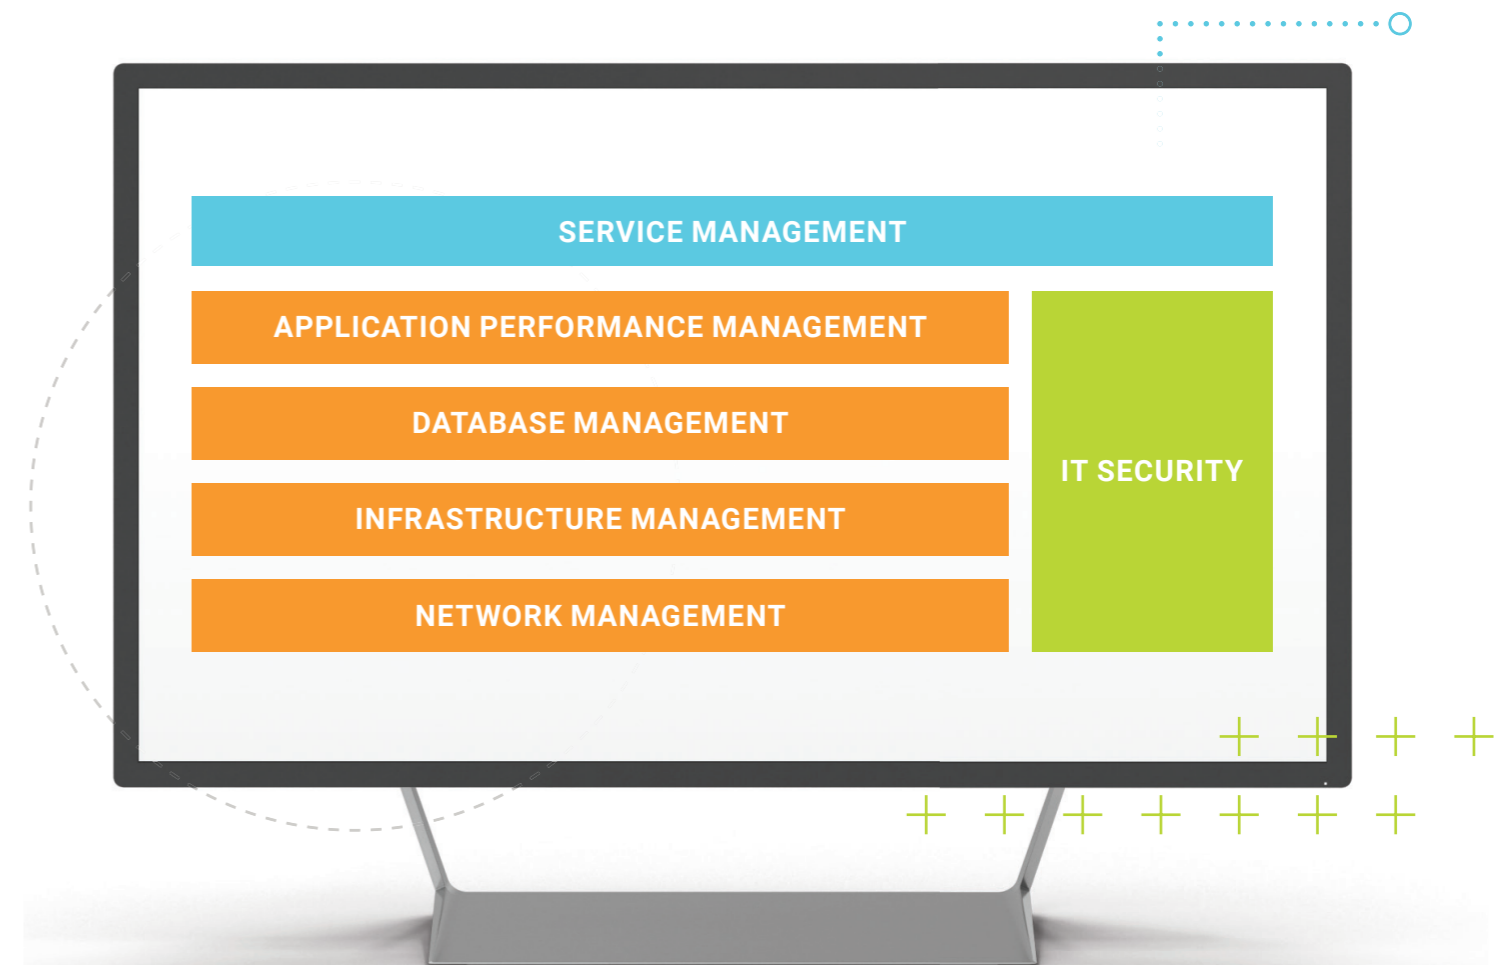 SERVICE MANAGEMENT
APPLICATION PERFORMANCE MANAGEMENT
DATABASE MANAGEMENT
INFRASTRUCTURE MANAGEMENT
NETWORK MANAGEMENT
IT SECURITY